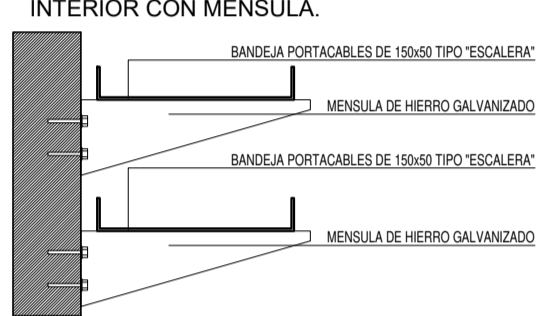 INTERIOR CON MENSULA.
BANDEJA PORTACABLES DE 150x50 TIPO "ESCALERA"
MENSULA DE HIERRO GALVANIZADO
BANDEJA PORTACABLES DE 150x50 TIPO "ESCALERA"
MENSULA DE HIERRO GALVANIZADO